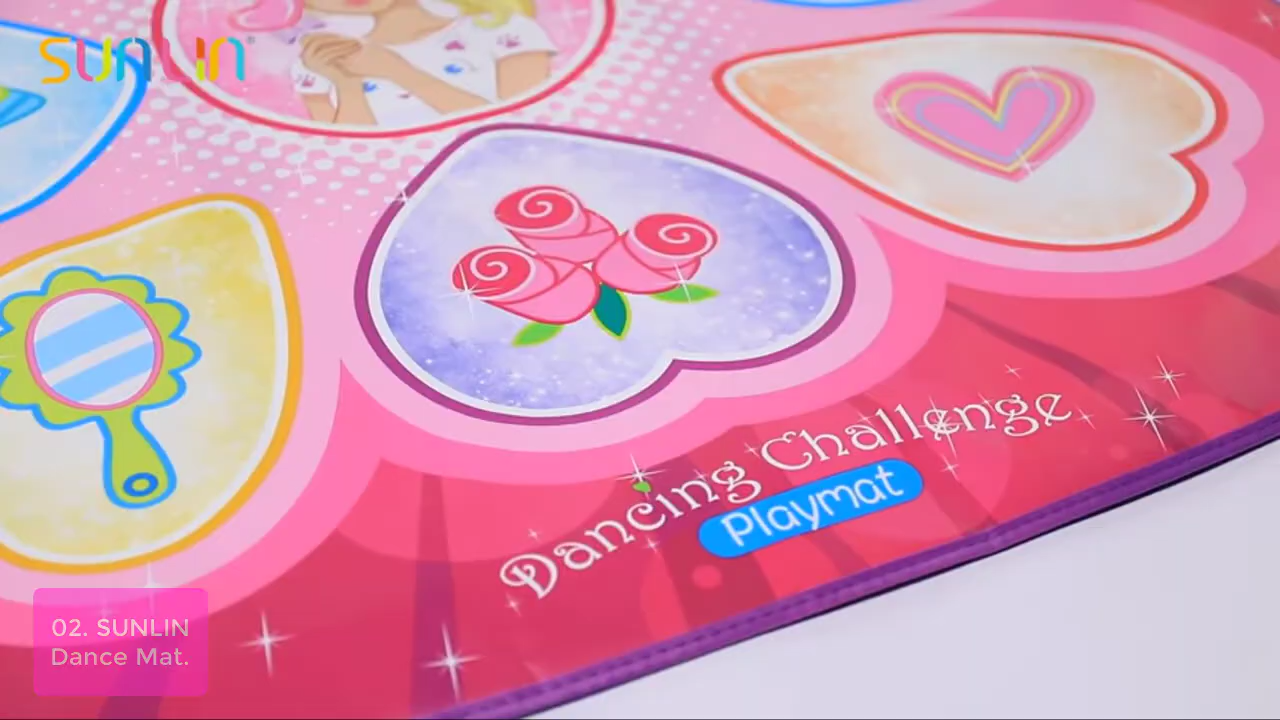 SUNLIN
Dancing Challenge
Playmat
02. SUNLIN
Dance Mat.